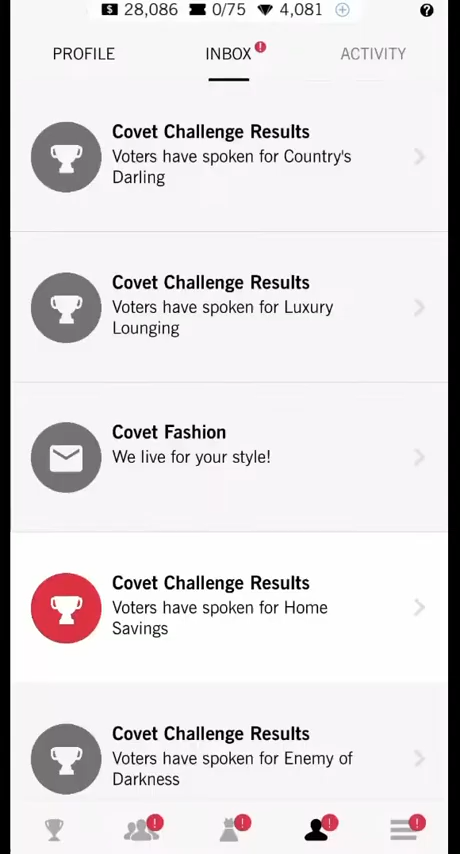 $ 28,086 0/75 4,081 ?
PROFILE INBOX ! ACTIVITY
Covet Challenge Results
Voters have spoken for Country's
Darling
Covet Challenge Results
Voters have spoken for Luxury
Lounging
Covet Fashion
We live for your style!
Covet Challenge Results
Voters have spoken for Home
Savings
Covet Challenge Results
Voters have spoken for Enemy of
Darkness
! ! ! !